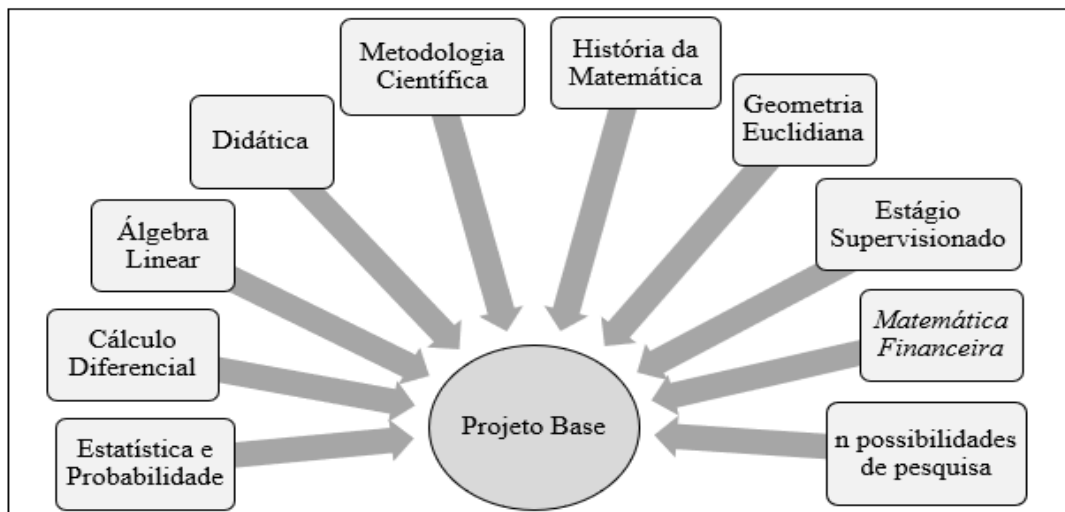 Metodologia
Científica
História da
Matemática
Didática
Geometria
Euclidiana
Álgebra
Linear
Estágio
Supervisionado
Cálculo
Diferencial
Matemática
Financeira
Projeto Base
Estatística e
Probabilidade
n possibilidades
de pesquisa